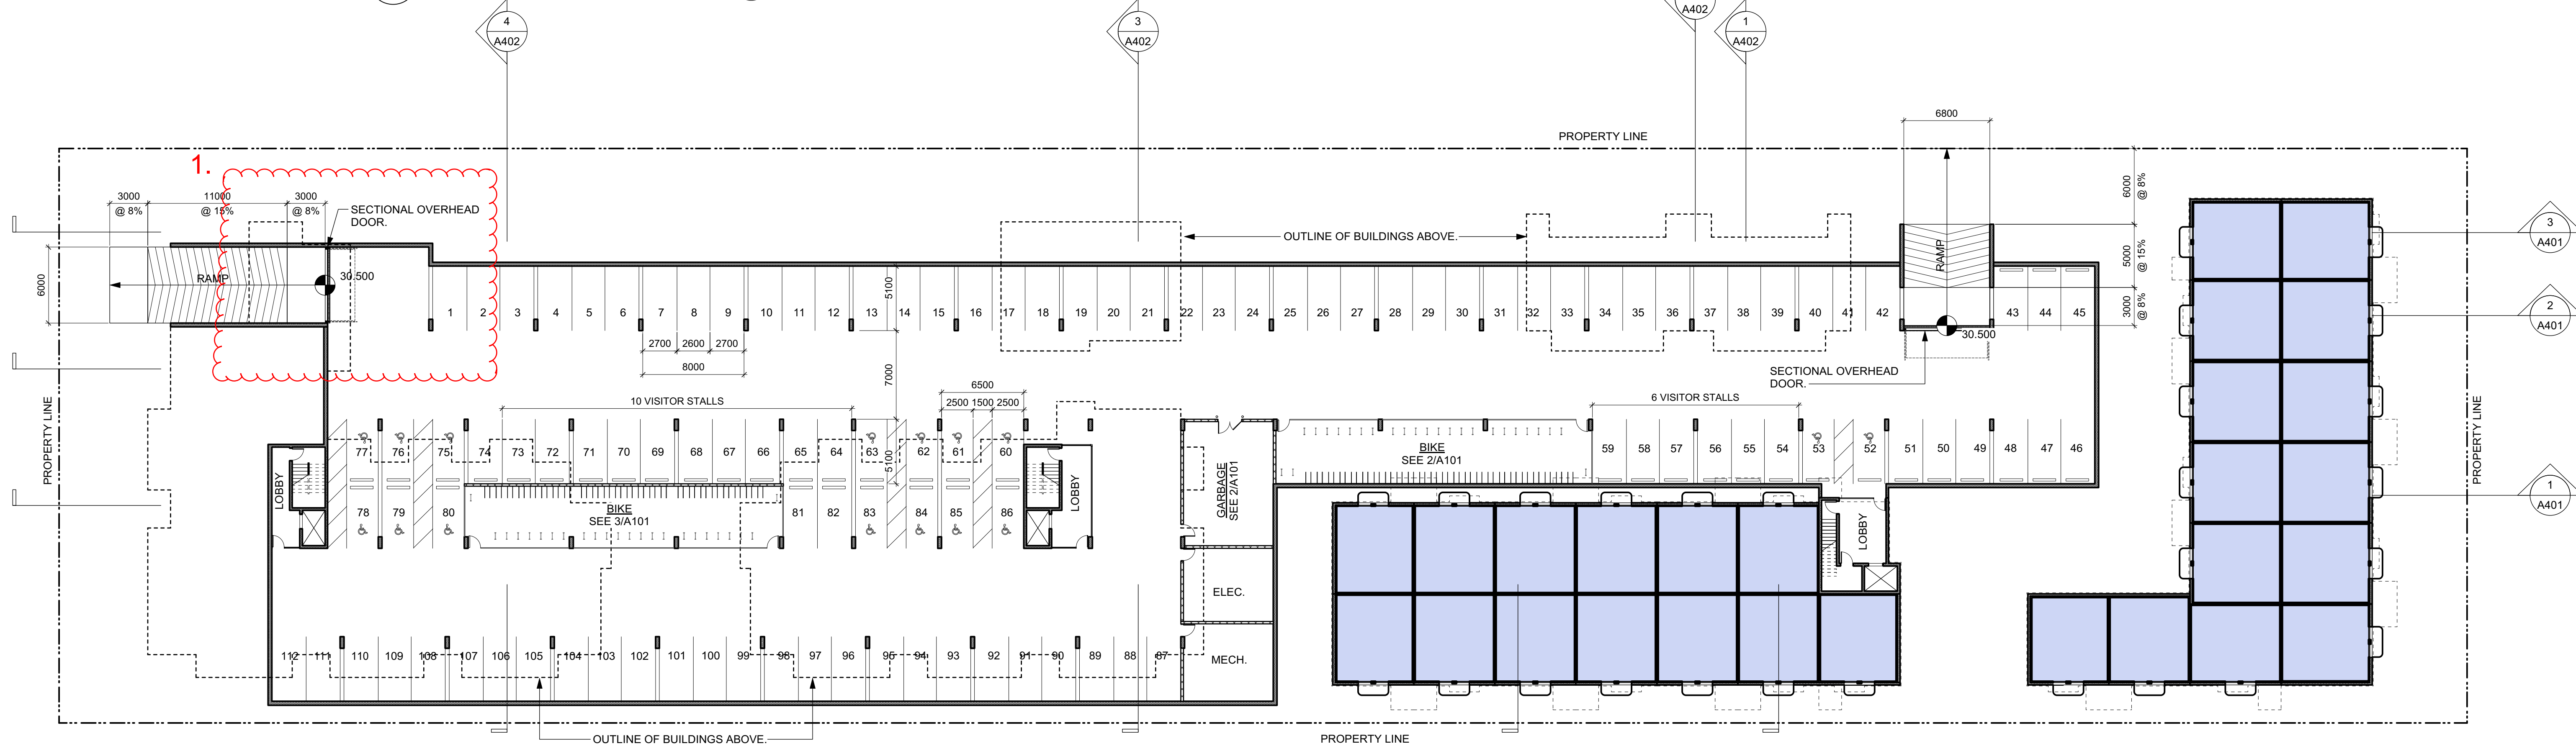 4
A402
3
A402
A402
1
A402
PROPERTY LINE
6800
1.
3000
11000
3000
@ 8%
@ 15%
@ 8%
SECTIONAL OVERHEAD
DOOR.
6000
@ 8%
OUTLINE OF BUILDINGS ABOVE.
3
A401
6000
RAMP
30.500
RAMP
5100
5000
@ 15%
3000
@ 8%
2
A401
1 2 3 4 5 6 7 8 9 10 11 12 13 14 15 16 17 18 19 20 21 22 23 24 25 26 27 28 29 30 31 32 33 34 35 36 37 38 39 40 41 42 43 44 45
30.500
2700 2600 2700
8000
7000
SECTIONAL OVERHEAD
DOOR.
6500
10 VISITOR STALLS
2500 1500 2500
6 VISITOR STALLS
PROPERTY LINE
PROPERTY LINE
77 76 75 74 73 72 71 70 69 68 67 66 65 64 63 62 61 60
5100
BIKE
SEE 2/A101
59 58 57 56 55 54 53 52 51 50 49 48 47 46
LOBBY
LOBBY
GARBAGE
SEE 2/A101
1
A401
78 79 80
BIKE
SEE 3/A101
81 82 83 84 85 86
LOBBY
ELEC.
112 111 110 109 108 107 106 105 104 103 102 101 100 99 98 97 96 95 94 93 92 91 90 89 88 87
MECH.
OUTLINE OF BUILDINGS ABOVE.
PROPERTY LINE